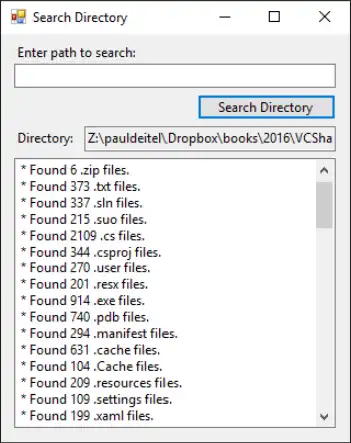 Search Directory
Enter path to search:
Search Directory
Directory: Z:\pauldeitel\Dropbox\books\2016\VCSha
* Found 6 .zip files.
* Found 373 .txt files.
* Found 337 .sln files.
* Found 215 .suo files.
* Found 2109 .cs files.
* Found 344 .csproj files.
* Found 270 .user files.
* Found 201 .resx files.
* Found 914 .exe files.
* Found 740 .pdb files.
* Found 294 .manifest files.
* Found 631 .cache files.
* Found 104 .Cache files.
* Found 209 .resources files.
* Found 109 .settings files.
* Found 199 .xaml files.